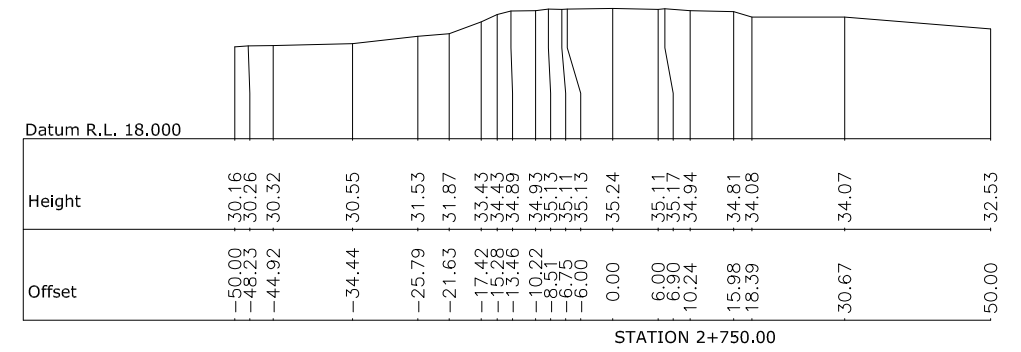 Datum R.L. 18.000
Height 30.16 30.26 30.32 30.55 31.53 31.87 33.43 34.43 34.89 34.93 35.13 35.11 35.13 35.24 35.11 35.17 34.94 34.81 34.08 34.07 32.53
Offset -50.00 -48.23 -44.92 -34.44 -25.79 -21.63 -17.42 -15.28 -13.46 -10.22 -8.51 -6.75 -6.00 0.00 6.00 6.90 10.24 15.98 18.39 30.67 50.00
STATION 2+750.00